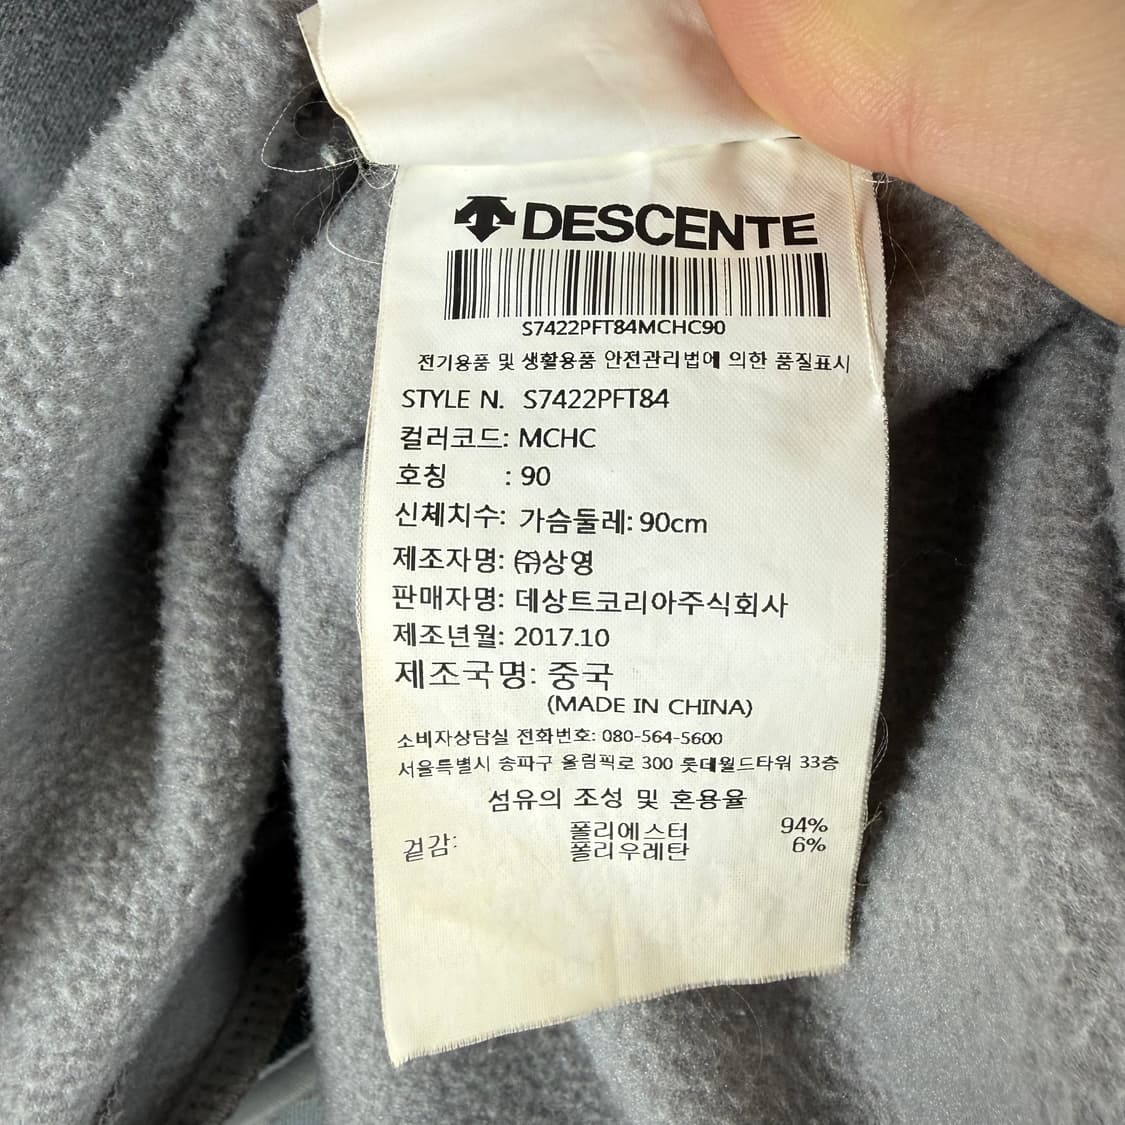 DESCENTE
S7422PFT84MCHC90
전기용품 및 생활용품 안전관리법에 의한 품질표시
STYLE N. S7422PFT84
컬러코드: MCHC
호칭 : 90
신체치수: 가슴둘레: 90cm
제조자명: ㈜상영
판매자명: 데상트코리아주식회사
제조년월: 2017.10
제조국명: 중국
(MADE IN CHINA)
소비자상담실 전화번호: 080-564-5600
서울특별시 송파구 올림픽로 300 롯데월드타워 33층
섬유의 조성 및 혼용율
겉감: 폴리에스터 94%
폴리우레탄 6%